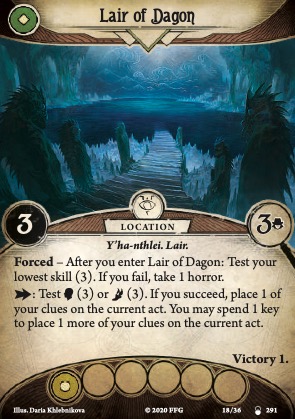 Lair of Dagon
3
LOCATION
3
Y'ha-nthlei. Lair.
Forced – After you enter Lair of Dagon: Test your
lowest skill (3). If you fail, take 1 horror.
: Test (3) or (3). If you succeed, place 1 of
your clues on the current act. You may spend 1 key
to place 1 more of your clues on the current act.
Victory 1.
Illus. Daria Khlebnikova
© 2020 FFG
18/36
291